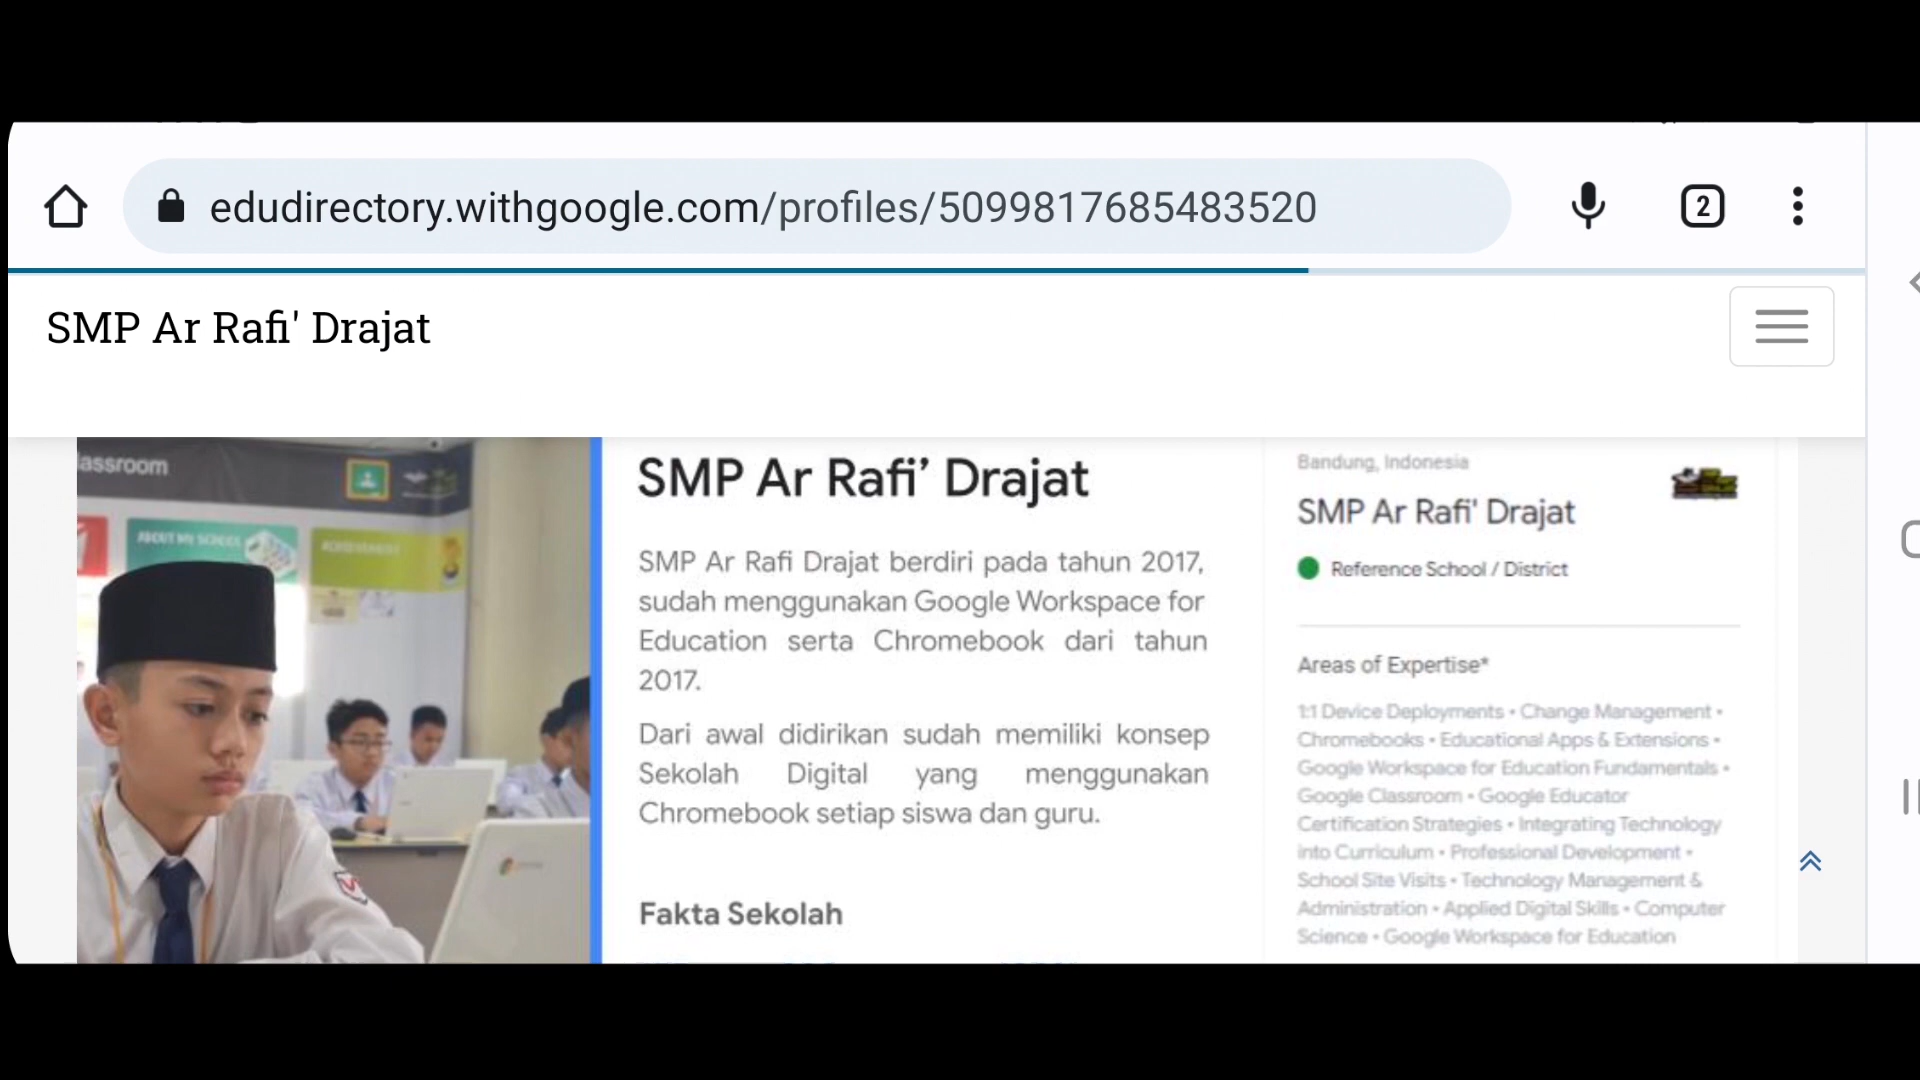 edudirectory.withgoogle.com/profiles/5099817685483520
2
SMP Ar Rafi' Drajat
lassroom
ABOUT MY SCHOOL
SMP Ar Rafi’ Drajat
SMP Ar Rafi Drajat berdiri pada tahun 2017,
sudah menggunakan Google Workspace for
Education serta Chromebook dari tahun
2017.
Dari awal didirikan sudah memiliki konsep
Sekolah Digital yang menggunakan
Chromebook setiap siswa dan guru.
Fakta Sekolah
Bandung, Indonesia
SMP Ar Rafi' Drajat
Reference School / District
Areas of Expertise*
1:1 Device Deployments • Change Management •
Chromebooks • Educational Apps & Extensions •
Google Workspace for Education Fundamentals •
Google Classroom • Google Educator
Certification Strategies • Integrating Technology
into Curriculum • Professional Development •
School Site Visits • Technology Management &
Administration • Applied Digital Skills • Computer
Science • Google Workspace for Education